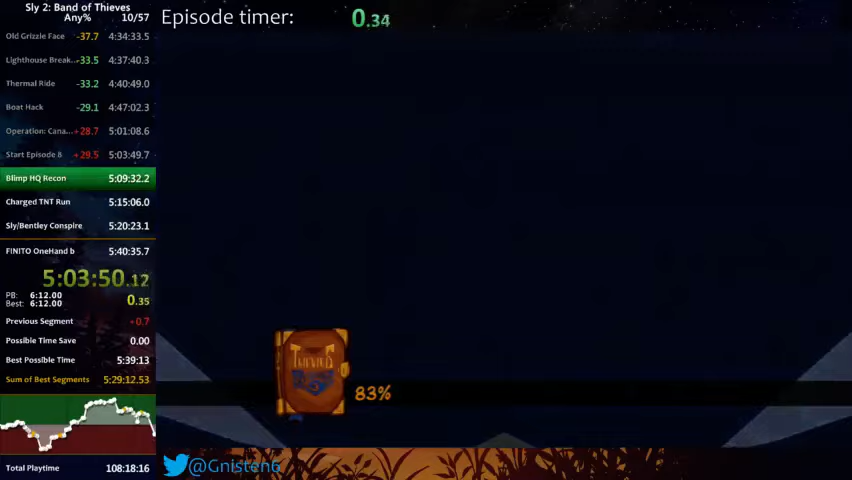 Sly 2: Band of Thieves
Any% 10/57
Old Grizzle Face -37.7 4:34:33.5
Lighthouse Break... -33.5 4:37:40.3
Thermal Ride -33.2 4:40:49.0
Boat Hack -29.1 4:47:02.3
Operation: Cana... +28.7 5:01:08.6
Start Episode 8 +29.5 5:03:49.7
Blimp HQ Recon 5:09:32.2
Charged TNT Run 5:15:06.0
Sly/Bentley Conspire 5:20:23.1
FINITO OneHand b 5:40:35.7
5:03:50.12
PB: 6:12.00
Best: 6:12.00
0.35
Previous Segment +0.7
Possible Time Save 0.00
Best Possible Time 5:39:13
Sum of Best Segments 5:29:12.53
Total Playtime 108:18:16
Episode timer: 0.34
THIEVES
83%
@Gnisten6